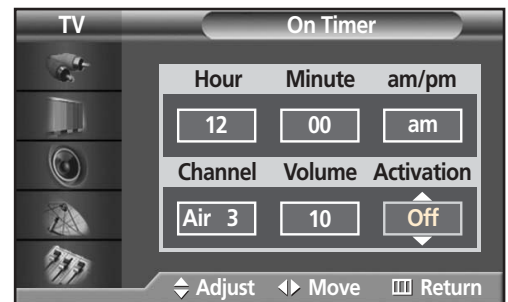 TV On Timer
Hour Minute am/pm
12 00 am
Channel Volume Activation
Air 3 10 Off
Adjust Move Return